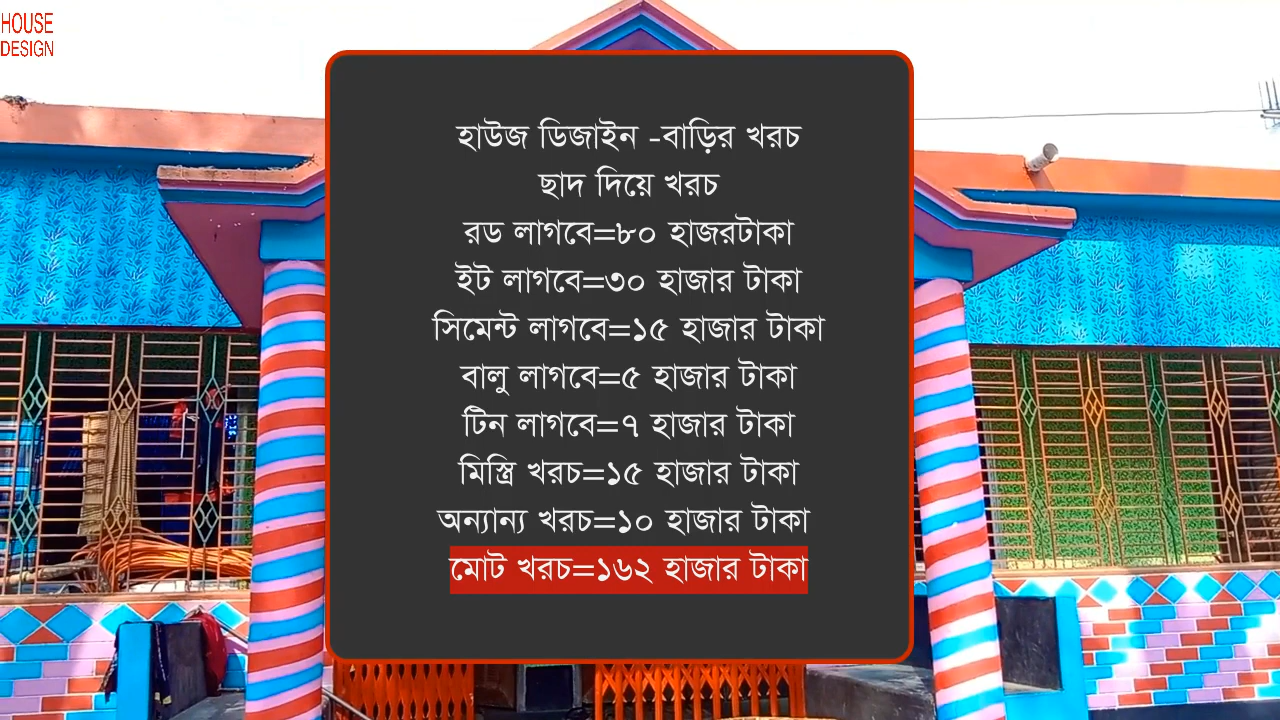 HOUSE
DESIGN
হাউজ ডিজাইন -বাড়ির খরচ
ছাদ দিয়ে খরচ
রড লাগবে=৮০ হাজরটাকা
ইট লাগবে=৩০ হাজার টাকা
সিমেন্ট লাগবে=১৫ হাজার টাকা
বালু লাগবে=৫ হাজার টাকা
টিন লাগবে=৭ হাজার টাকা
মিস্ত্রি খরচ=১৫ হাজার টাকা
অন্যান্য খরচ=১০ হাজার টাকা
মোট খরচ=১৬২ হাজার টাকা